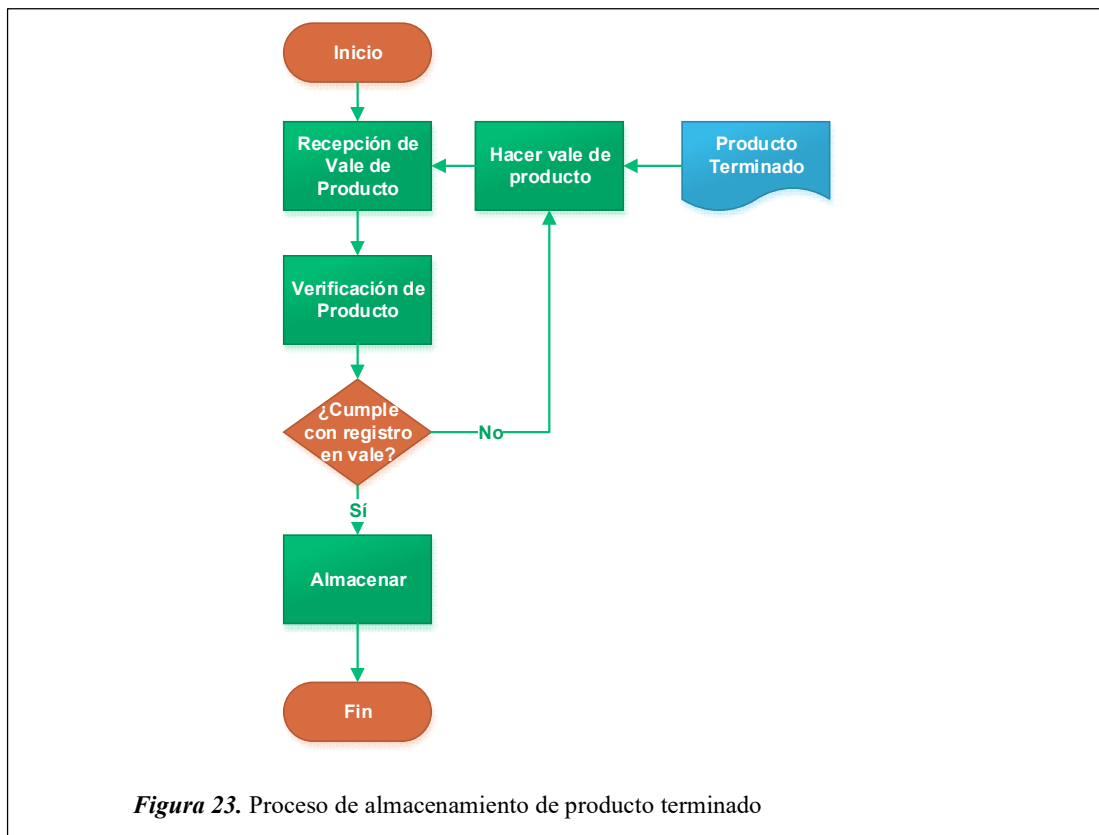 Inicio
Recepción de
Vale de
Producto
Hacer vale de
producto
Producto
Terminado
Verificación de
Producto
¿Cumple
con registro
en vale?
No
Sí
Almacenar
Fin
Figura 23. Proceso de almacenamiento de producto terminado